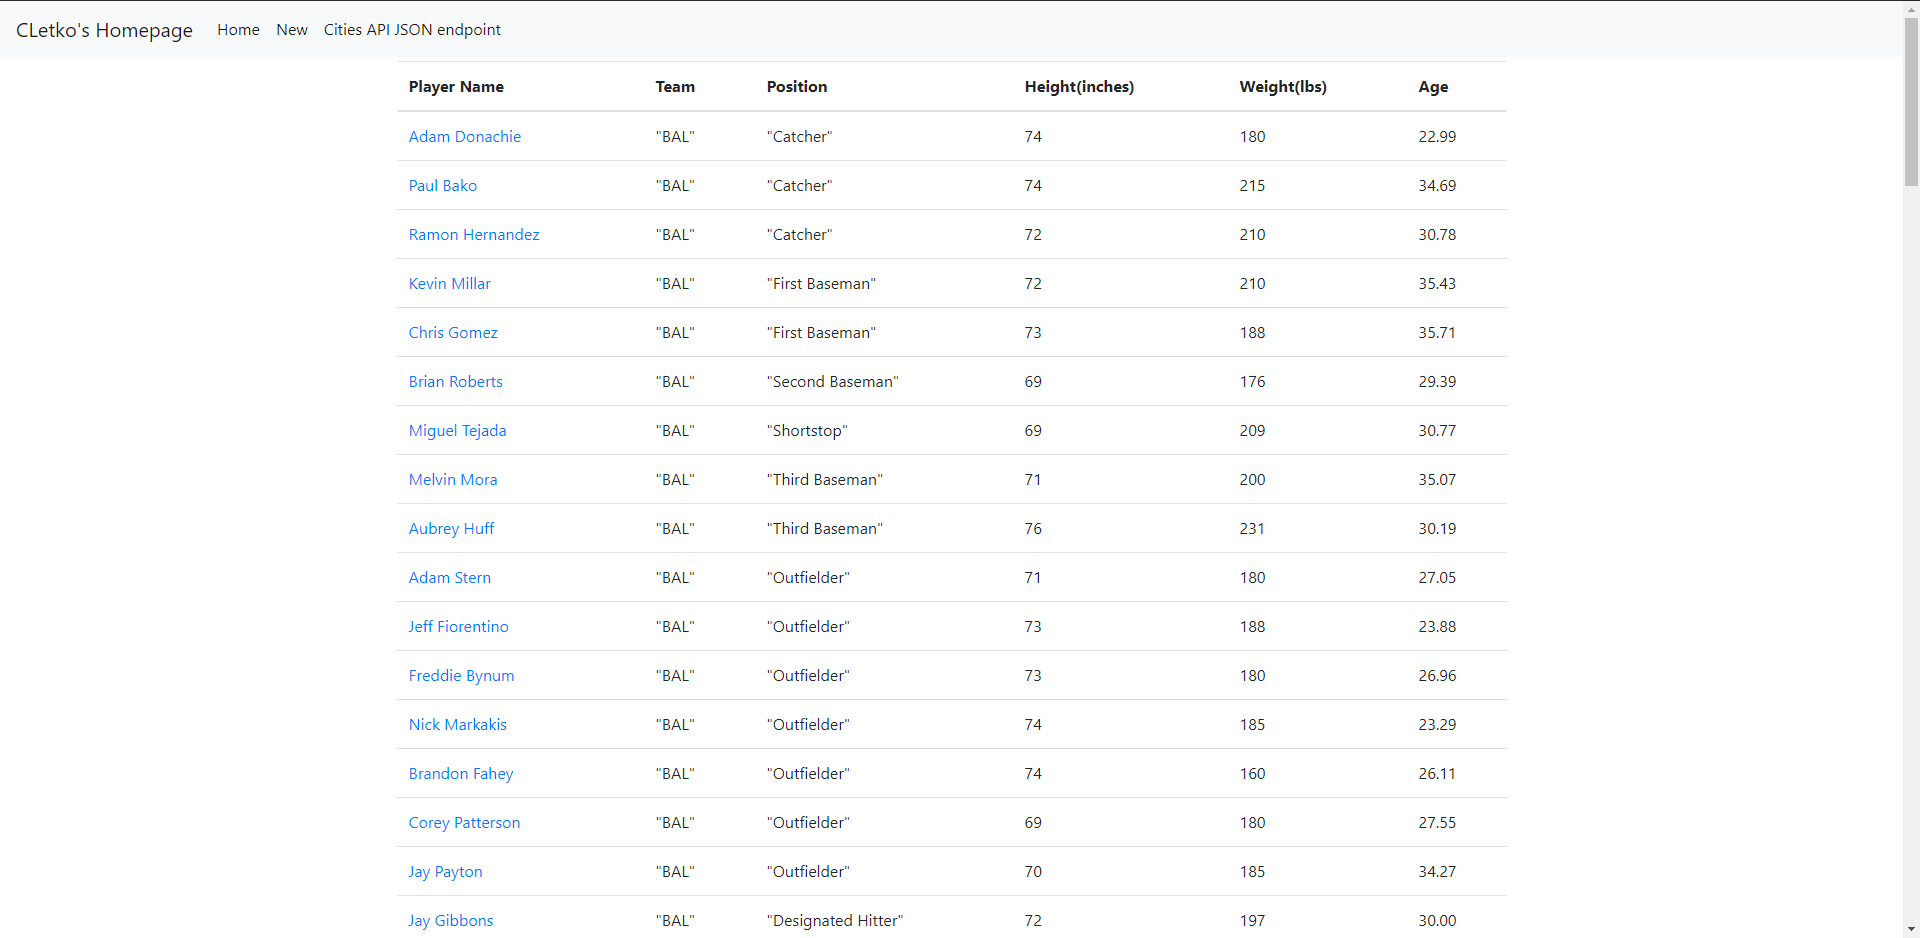 CLetko's Homepage Home New Cities API JSON endpoint
Player Name Team Position Height(inches) Weight(lbs) Age
Adam Donachie "BAL" "Catcher" 74 180 22.99
Paul Bako "BAL" "Catcher" 74 215 34.69
Ramon Hernandez "BAL" "Catcher" 72 210 30.78
Kevin Millar "BAL" "First Baseman" 72 210 35.43
Chris Gomez "BAL" "First Baseman" 73 188 35.71
Brian Roberts "BAL" "Second Baseman" 69 176 29.39
Miguel Tejada "BAL" "Shortstop" 69 209 30.77
Melvin Mora "BAL" "Third Baseman" 71 200 35.07
Aubrey Huff "BAL" "Third Baseman" 76 231 30.19
Adam Stern "BAL" "Outfielder" 71 180 27.05
Jeff Fiorentino "BAL" "Outfielder" 73 188 23.88
Freddie Bynum "BAL" "Outfielder" 73 180 26.96
Nick Markakis "BAL" "Outfielder" 74 185 23.29
Brandon Fahey "BAL" "Outfielder" 74 160 26.11
Corey Patterson "BAL" "Outfielder" 69 180 27.55
Jay Payton "BAL" "Outfielder" 70 185 34.27
Jay Gibbons "BAL" "Designated Hitter" 72 197 30.00